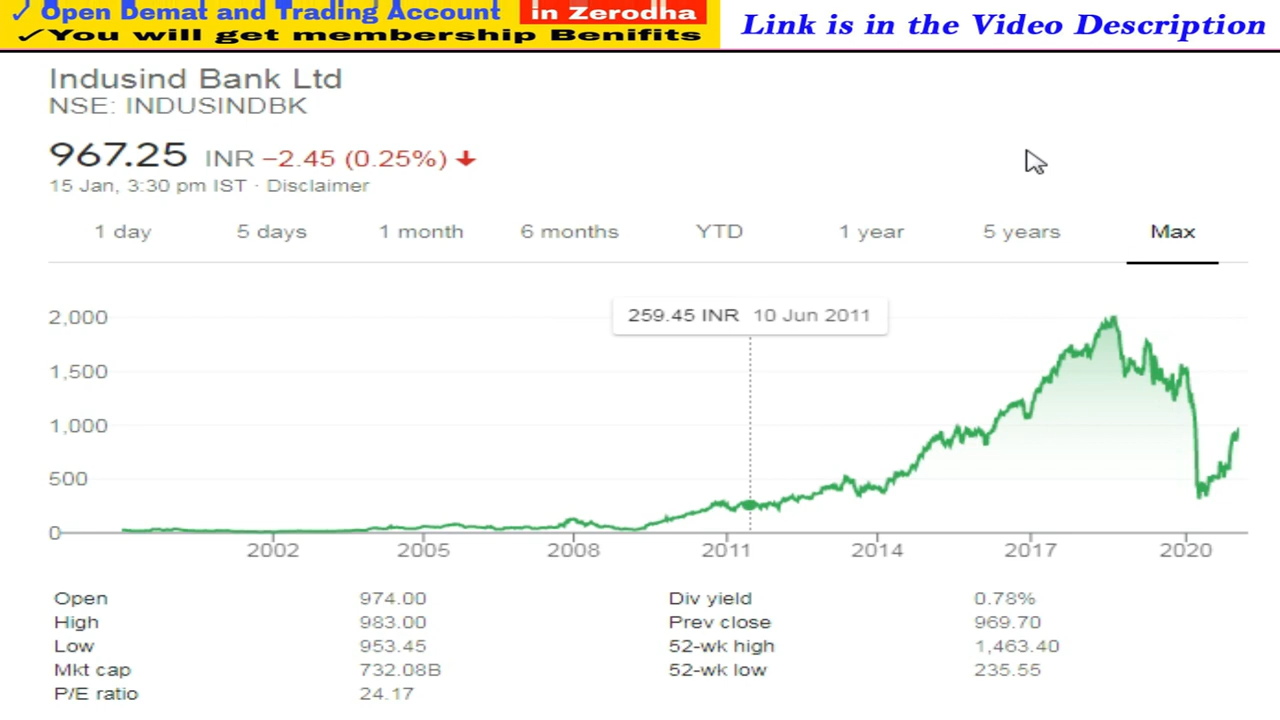 ✓ Open Demat and Trading Account in Zerodha
✓You will get membership Benifits
Link is in the Video Description
Indusind Bank Ltd
NSE: INDUSINDBK
967.25 INR −2.45 (0.25%) ↓
15 Jan, 3:30 pm IST · Disclaimer
1 day 5 days 1 month 6 months YTD 1 year 5 years Max
259.45 INR 10 Jun 2011
2,000
1,500
1,000
500
0
2002 2005 2008 2011 2014 2017 2020
Open 974.00 Div yield 0.78%
High 983.00 Prev close 969.70
Low 953.45 52-wk high 1,463.40
Mkt cap 732.08B 52-wk low 235.55
P/E ratio 24.17